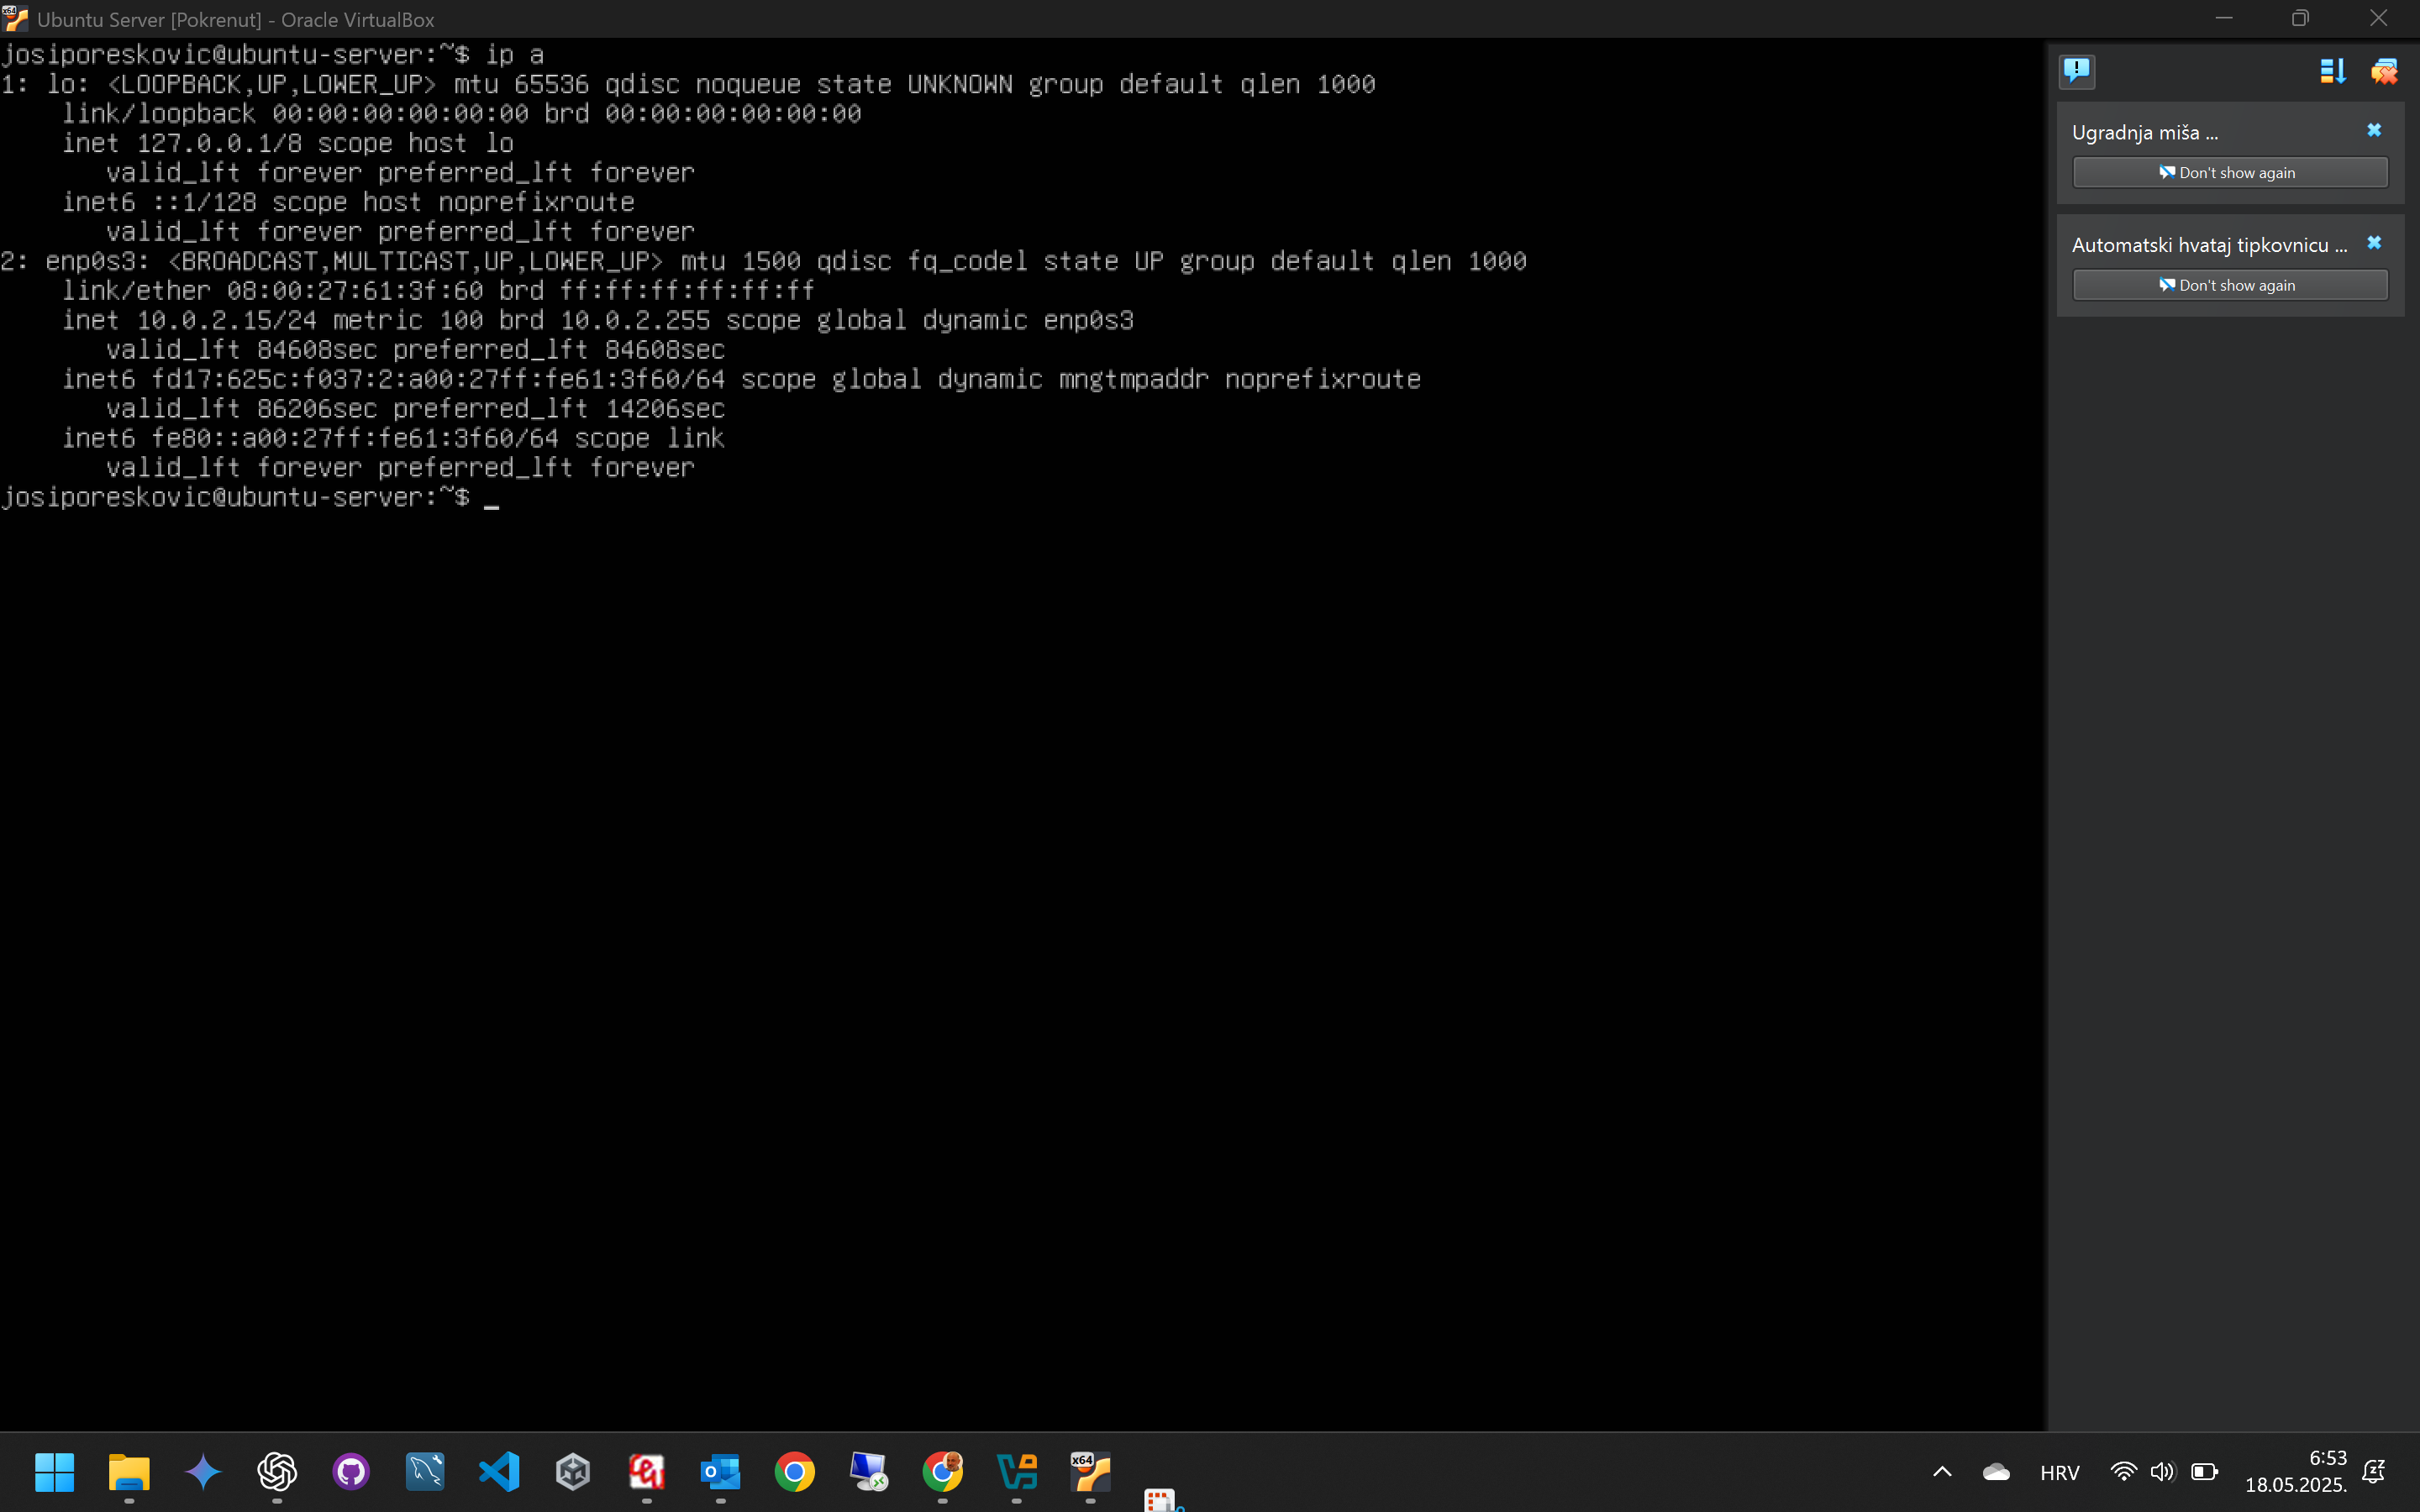 Ubuntu Server [Pokrenut] - Oracle VirtualBox
josiporeskovic@ubuntu-server:~$ ip a
1: lo: <LOOPBACK,UP,LOWER_UP> mtu 65536 qdisc noqueue state UNKNOWN group default qlen 1000
    link/loopback 00:00:00:00:00:00 brd 00:00:00:00:00:00
    inet 127.0.0.1/8 scope host lo
       valid_lft forever preferred_lft forever
    inet6 ::1/128 scope host noprefixroute
       valid_lft forever preferred_lft forever
2: enp0s3: <BROADCAST,MULTICAST,UP,LOWER_UP> mtu 1500 qdisc fq_codel state UP group default qlen 1000
    link/ether 08:00:27:61:3f:60 brd ff:ff:ff:ff:ff:ff
    inet 10.0.2.15/24 metric 100 brd 10.0.2.255 scope global dynamic enp0s3
       valid_lft 84608sec preferred_lft 84608sec
    inet6 fd17:625c:f037:2:a00:27ff:fe61:3f60/64 scope global dynamic mngtmpaddr noprefixroute
       valid_lft 86206sec preferred_lft 14206sec
    inet6 fe80::a00:27ff:fe61:3f60/64 scope link
       valid_lft forever preferred_lft forever
josiporeskovic@ubuntu-server:~$ _
Ugradnja miša ...
Don't show again
Automatski hvataj tipkovnicu ...
Don't show again
x64
HRV
6:53
18.05.2025.